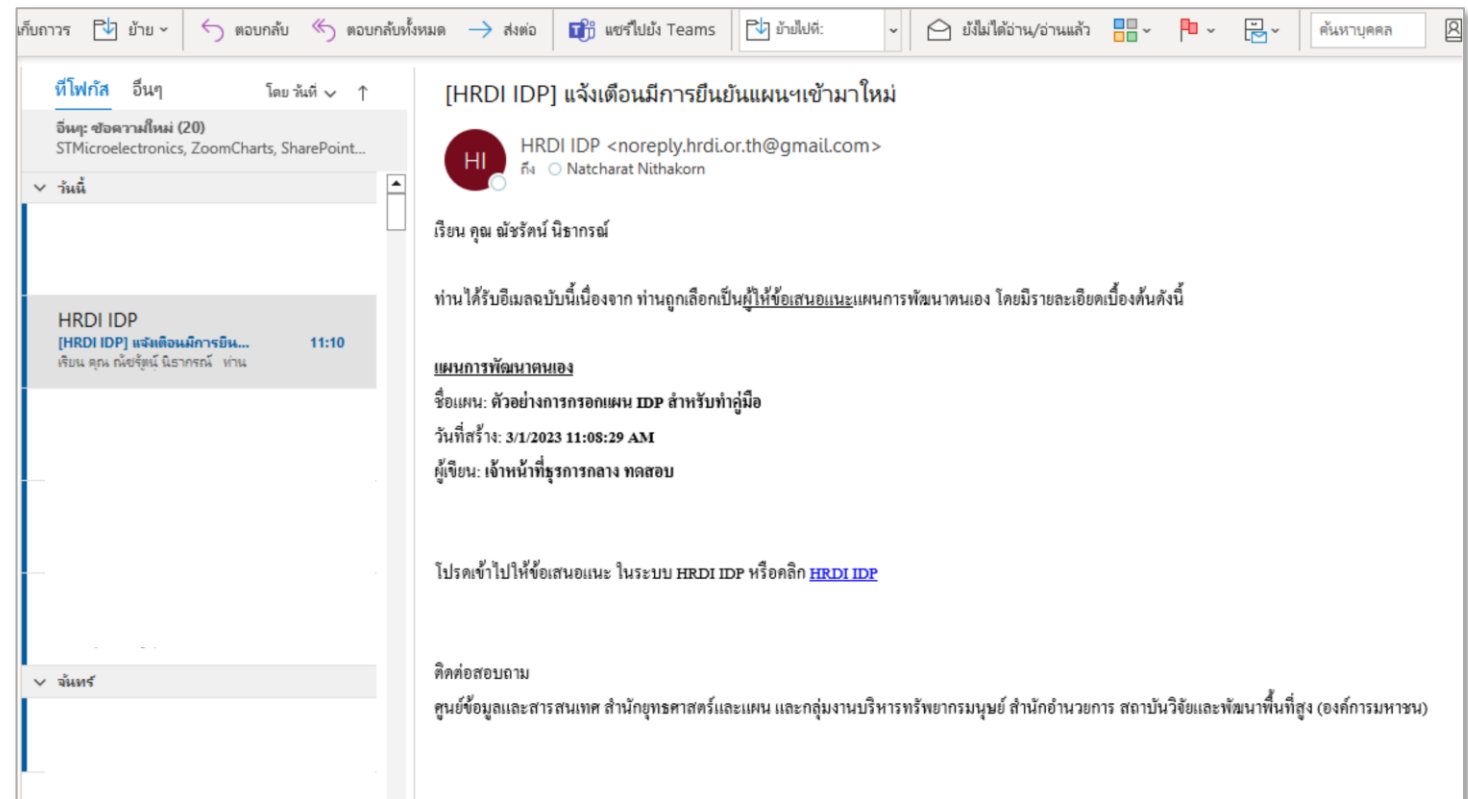 เก็บถาวร ย้าย ตอบกลับ ตอบกลับทั้งหมด ส่งต่อ แชร์ไปยัง Teams ย้ายไปที่: ยังไม่ได้อ่าน/อ่านแล้ว ค้นหาบุคคล
ที่โฟกัส อื่นๆ โดย วันที่
อื่นๆ: ข้อความใหม่ (20)
STMicroelectronics, ZoomCharts, SharePoint...
วันนี้
HRDI IDP
[HRDI IDP] แจ้งเตือนมีการยืน... 11:10
เรียน คุณ ณัชรัตน์ นิธากรณ์ ท่าน
จันทร์
[HRDI IDP] แจ้งเตือนมีการยืนยันแผนฯเข้ามาใหม่
HI
HRDI IDP <noreply.hrdi.or.th@gmail.com>
ถึง Natcharat Nithakorn
เรียน คุณ ณัชรัตน์ นิธากรณ์
ท่านได้รับอีเมลฉบับนี้เนื่องจาก ท่านถูกเลือกเป็นผู้ให้ข้อเสนอแนะแผนการพัฒนาตนเอง โดยมีรายละเอียดเบื้องต้นดังนี้
แผนการพัฒนาตนเอง
ชื่อแผน: ตัวอย่างการกรอกแผน IDP สำหรับทำคู่มือ
วันที่สร้าง: 3/1/2023 11:08:29 AM
ผู้เขียน: เจ้าหน้าที่ธุรการกลาง ทดสอบ
โปรดเข้าไปให้ข้อเสนอแนะ ในระบบ HRDI IDP หรือคลิก HRDI IDP
ติดต่อสอบถาม
ศูนย์ข้อมูลและสารสนเทศ สำนักยุทธศาสตร์และแผน และกลุ่มงานบริหารทรัพยากรมนุษย์ สำนักอำนวยการ สถาบันวิจัยและพัฒนาพื้นที่สูง (องค์การมหาชน)